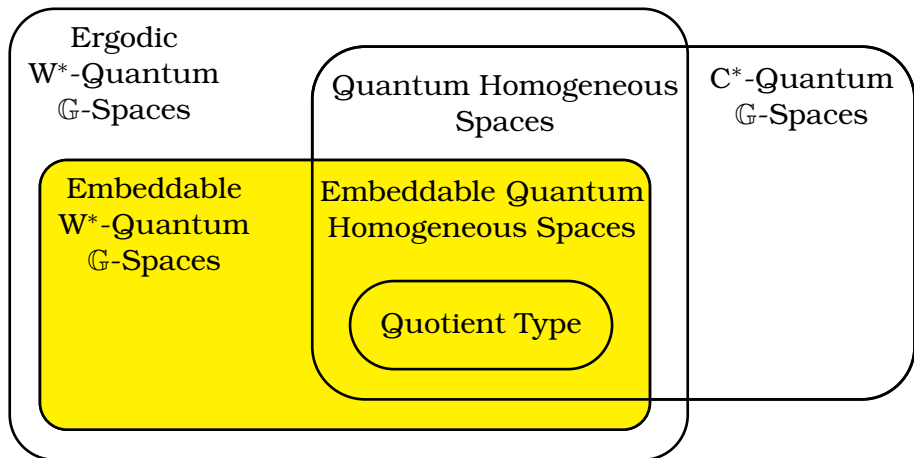 Ergodic
W*-Quantum
𝔾-Spaces
Quantum Homogeneous
Spaces
C*-Quantum
𝔾-Spaces
Embeddable
W*-Quantum
𝔾-Spaces
Embeddable Quantum
Homogeneous Spaces
Quotient Type